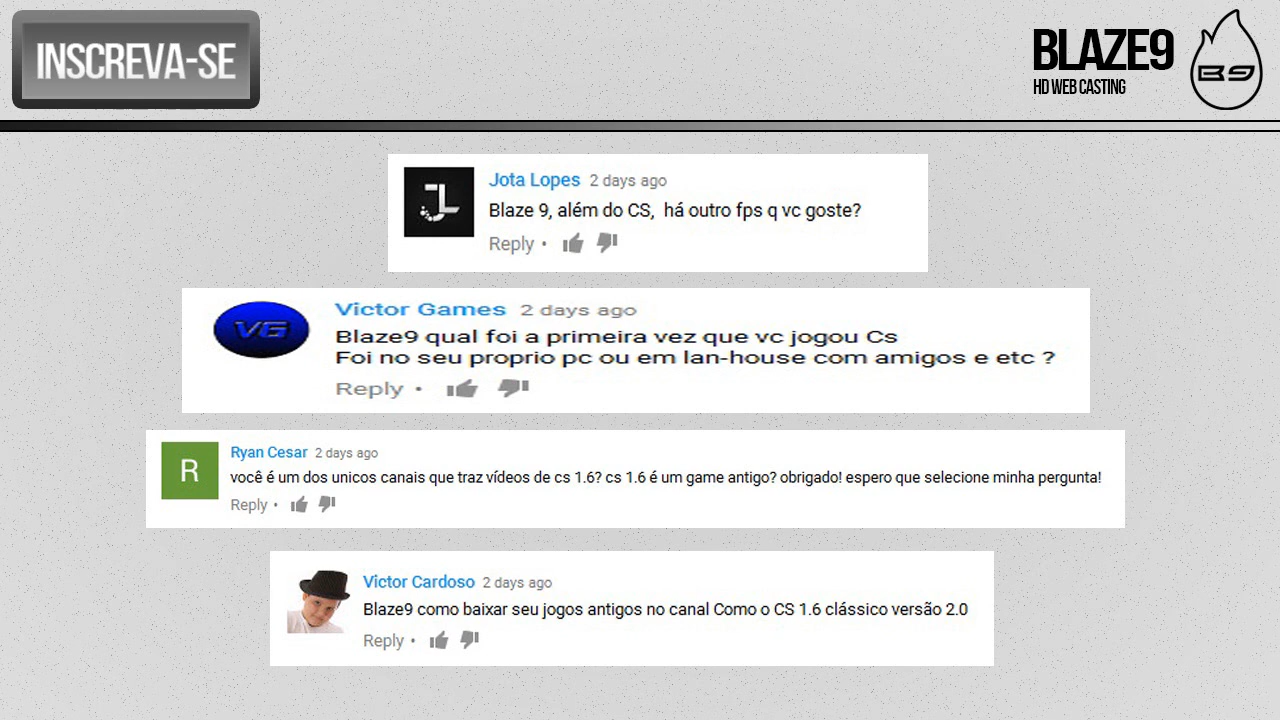 INSCREVA-SE
BLAZE9
HD WEB CASTING
B9
JL
Jota Lopes 2 days ago
Blaze 9, além do CS, há outro fps q vc goste?
Reply •
VG
Victor Games 2 days ago
Blaze9 qual foi a primeira vez que vc jogou Cs
Foi no seu proprio pc ou em lan-house com amigos e etc ?
Reply •
R
Ryan Cesar 2 days ago
você é um dos unicos canais que traz vídeos de cs 1.6? cs 1.6 é um game antigo? obrigado! espero que selecione minha pergunta!
Reply •
Victor Cardoso 2 days ago
Blaze9 como baixar seu jogos antigos no canal Como o CS 1.6 clássico versão 2.0
Reply •